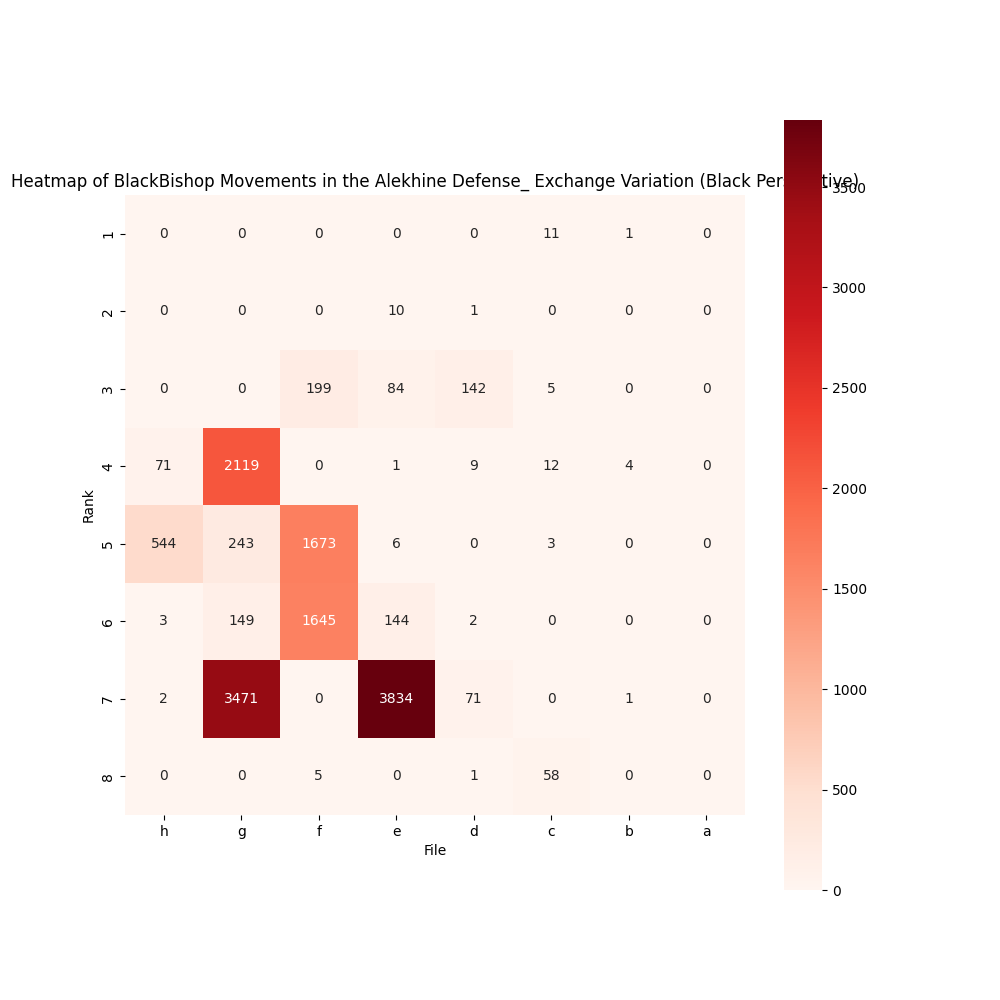 Heatmap of BlackBishop Movements in the Alekhine Defense_ Exchange Variation (Black Per tive)
3500
1 0 0 0 0 0 11 1 0
3000
2 0 0 0 10 1 0 0 0
3 0 0 199 84 142 5 0 0
2500
4 71 2119 0 1 9 12 4 0
2000
Rank
5 544 243 1673 6 0 3 0 0
1500
6 3 149 1645 144 2 0 0 0
1000
7 2 3471 0 3834 71 0 1 0
8 0 0 5 0 1 58 0 0
500
h g f e d c b a
File
0